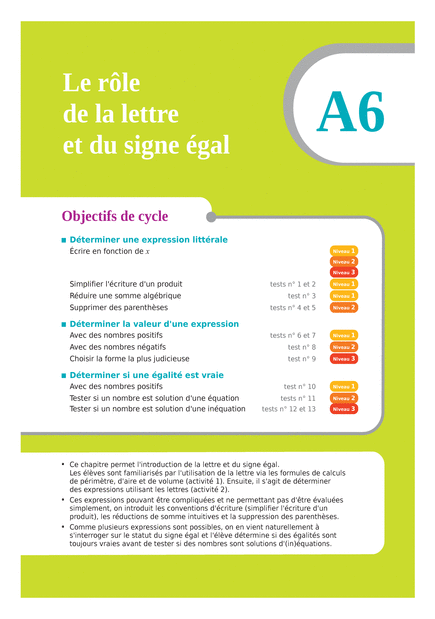 Le rôle
de la lettre
et du signe égal
A6
Objectifs de cycle
Déterminer une expression littérale
Écrire en fonction de x Niveau 1
Niveau 2
Niveau 3
Simplifier l'écriture d'un produit tests n° 1 et 2 Niveau 1
Réduire une somme algébrique test n° 3 Niveau 1
Supprimer des parenthèses tests n° 4 et 5 Niveau 2
Déterminer la valeur d'une expression
Avec des nombres positifs tests n° 6 et 7 Niveau 1
Avec des nombres négatifs test n° 8 Niveau 2
Choisir la forme la plus judicieuse test n° 9 Niveau 3
Déterminer si une égalité est vraie
Avec des nombres positifs test n° 10 Niveau 1
Tester si un nombre est solution d'une équation tests n° 11 Niveau 2
Tester si un nombre est solution d'une inéquation tests n° 12 et 13 Niveau 3
• Ce chapitre permet l'introduction de la lettre et du signe égal.
Les élèves sont familiarisés par l'utilisation de la lettre via les formules de calculs
de périmètre, d'aire et de volume (activité 1). Ensuite, il s'agit de déterminer
des expressions utilisant les lettres (activité 2).
• Ces expressions pouvant être compliquées et ne permettant pas d'être évaluées
simplement, on introduit les conventions d'écriture (simplifier l'écriture d'un
produit), les réductions de somme intuitives et la suppression des parenthèses.
• Comme plusieurs expressions sont possibles, on en vient naturellement à
s'interroger sur le statut du signe égal et l'élève détermine si des égalités sont
toujours vraies avant de tester si des nombres sont solutions d'(in)équations.